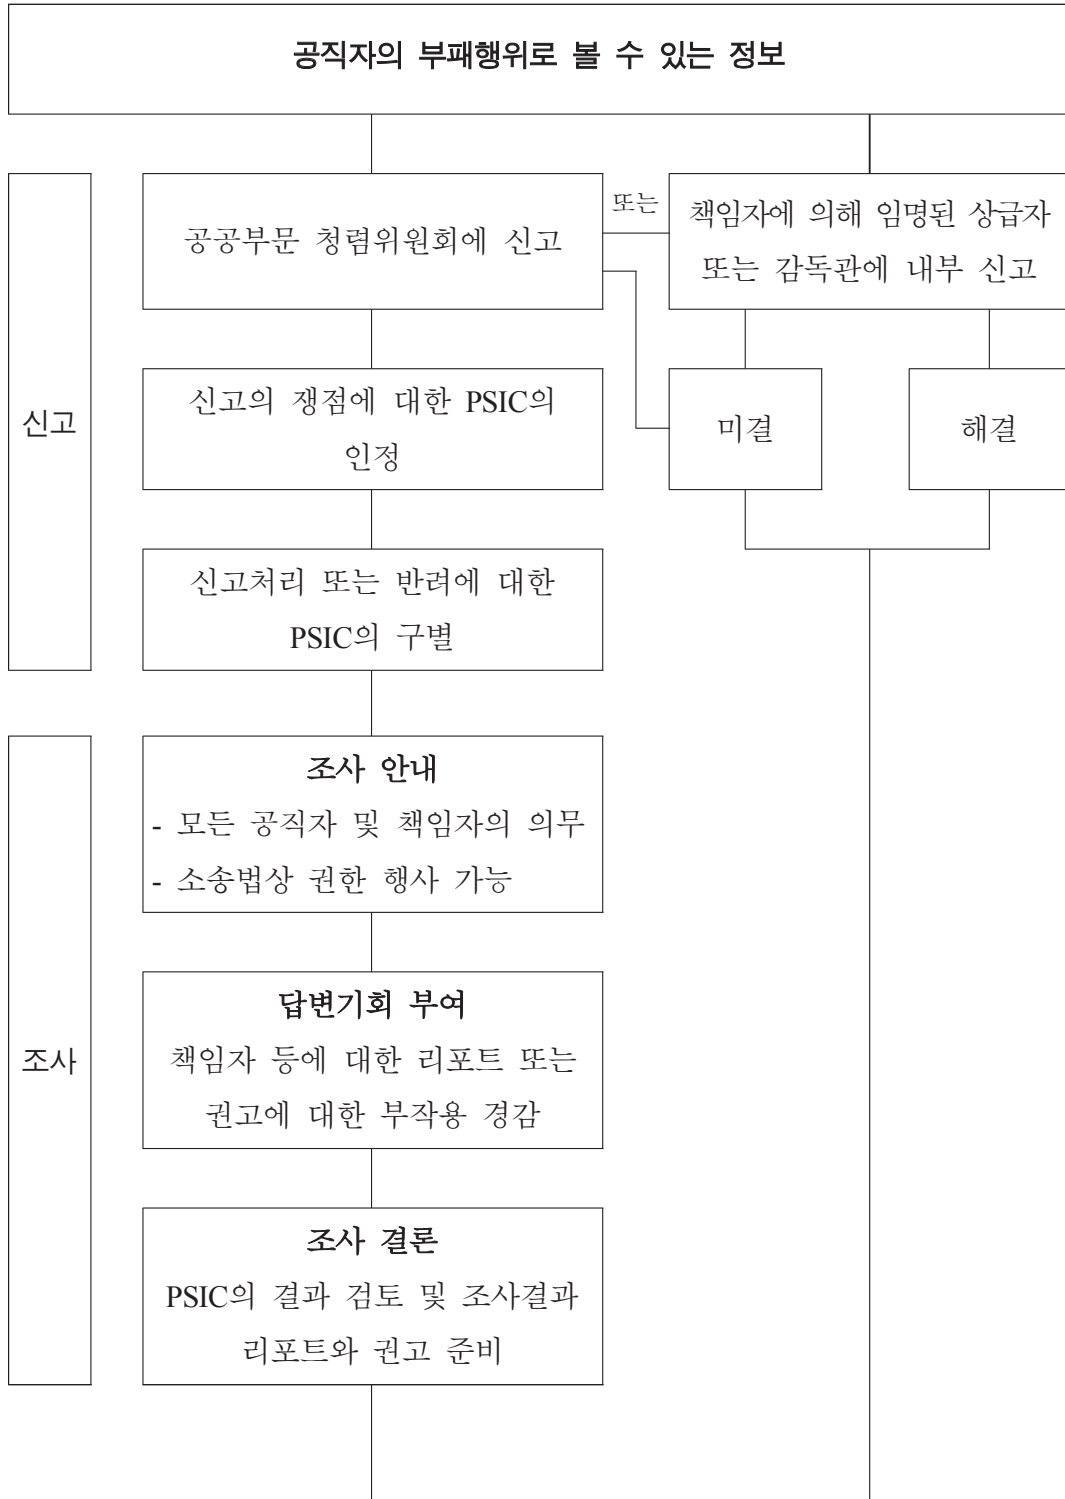 공직자의 부패행위로 볼 수 있는 정보
신고
공공부문 청렴위원회에 신고
또는
책임자에 의해 임명된 상급자
또는 감독관에 내부 신고
신고의 쟁점에 대한 PSIC의
인정
미결
해결
신고처리 또는 반려에 대한
PSIC의 구별
조사
조사 안내
- 모든 공직자 및 책임자의 의무
- 소송법상 권한 행사 가능
답변기회 부여
책임자 등에 대한 리포트 또는
권고에 대한 부작용 경감
조사 결론
PSIC의 결과 검토 및 조사결과
리포트와 권고 준비